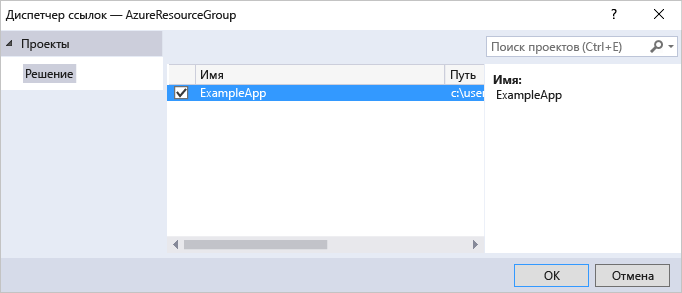 Диспетчер ссылок — AzureResourceGroup
?
Проекты
Решение
Поиск проектов (Ctrl+E)
Имя Путь
ExampleApp c:\user
Имя:
ExampleApp
OK Отмена